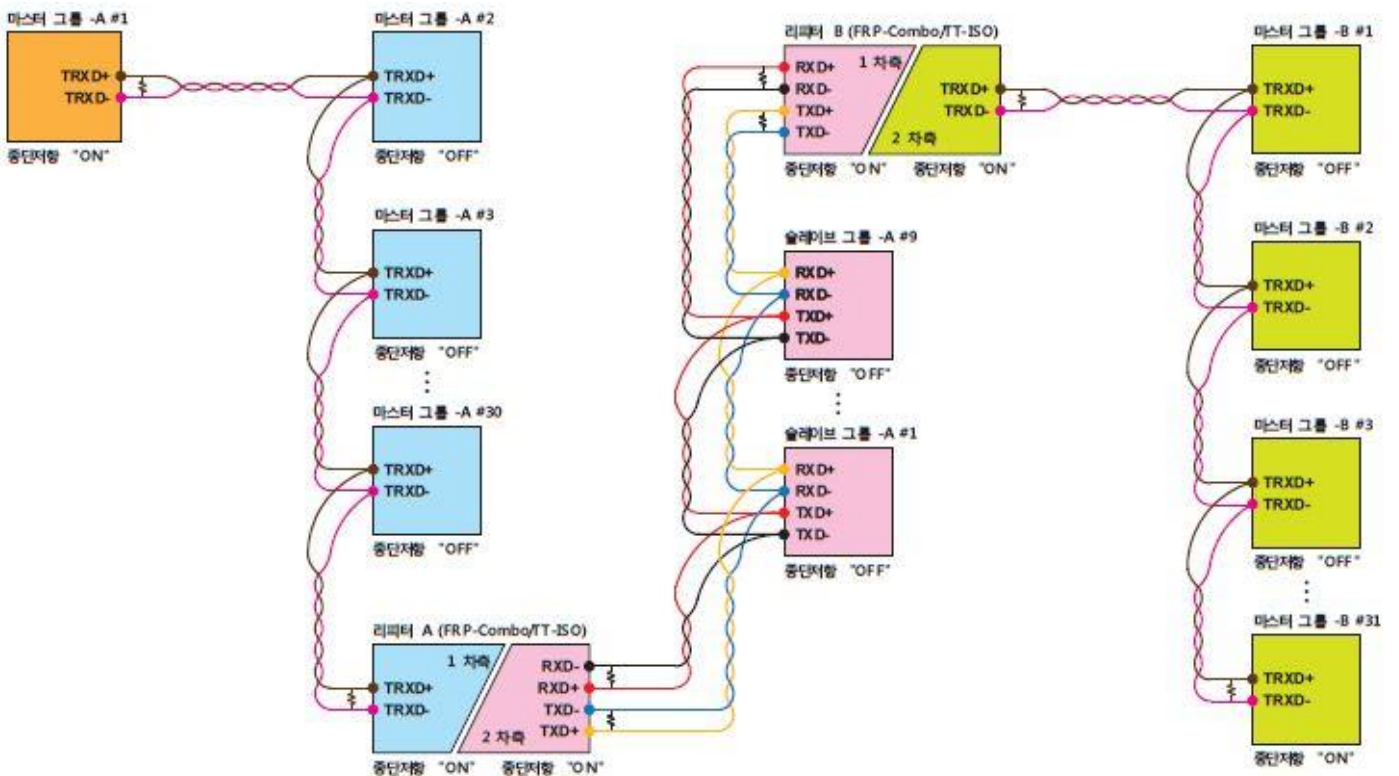 마스터 그룹 -A #1
TRXD+
TRXD-
종단저항 "ON"
마스터 그룹 -A #2
TRXD+
TRXD-
종단저항 "OFF"
마스터 그룹 -A #3
TRXD+
TRXD-
종단저항 "OFF"
마스터 그룹 -A #30
TRXD+
TRXD-
종단저항 "OFF"
리피터 A (FRP-Combo/TT-ISO)
1 차측
TRXD+
TRXD-
2 차측
RXD-
RXD+
TXD-
TXD+
종단저항 "ON" 종단저항 "ON"
리피터 B (FRP-Combo/TT-ISO)
1 차측
RXD+
RXD-
TXD+
TXD-
TRXD+
TRXD-
2 차측
종단저항 "ON" 종단저항 "ON"
슬레이브 그룹 -A #9
RXD+
RXD-
TXD+
TXD-
종단저항 "OFF"
슬레이브 그룹 -A #1
RXD+
RXD-
TXD+
TXD-
종단저항 "OFF"
마스터 그룹 -B #1
TRXD+
TRXD-
종단저항 "OFF"
마스터 그룹 -B #2
TRXD+
TRXD-
종단저항 "OFF"
마스터 그룹 -B #3
TRXD+
TRXD-
종단저항 "OFF"
마스터 그룹 -B #31
TRXD+
TRXD-
종단저항 "ON"